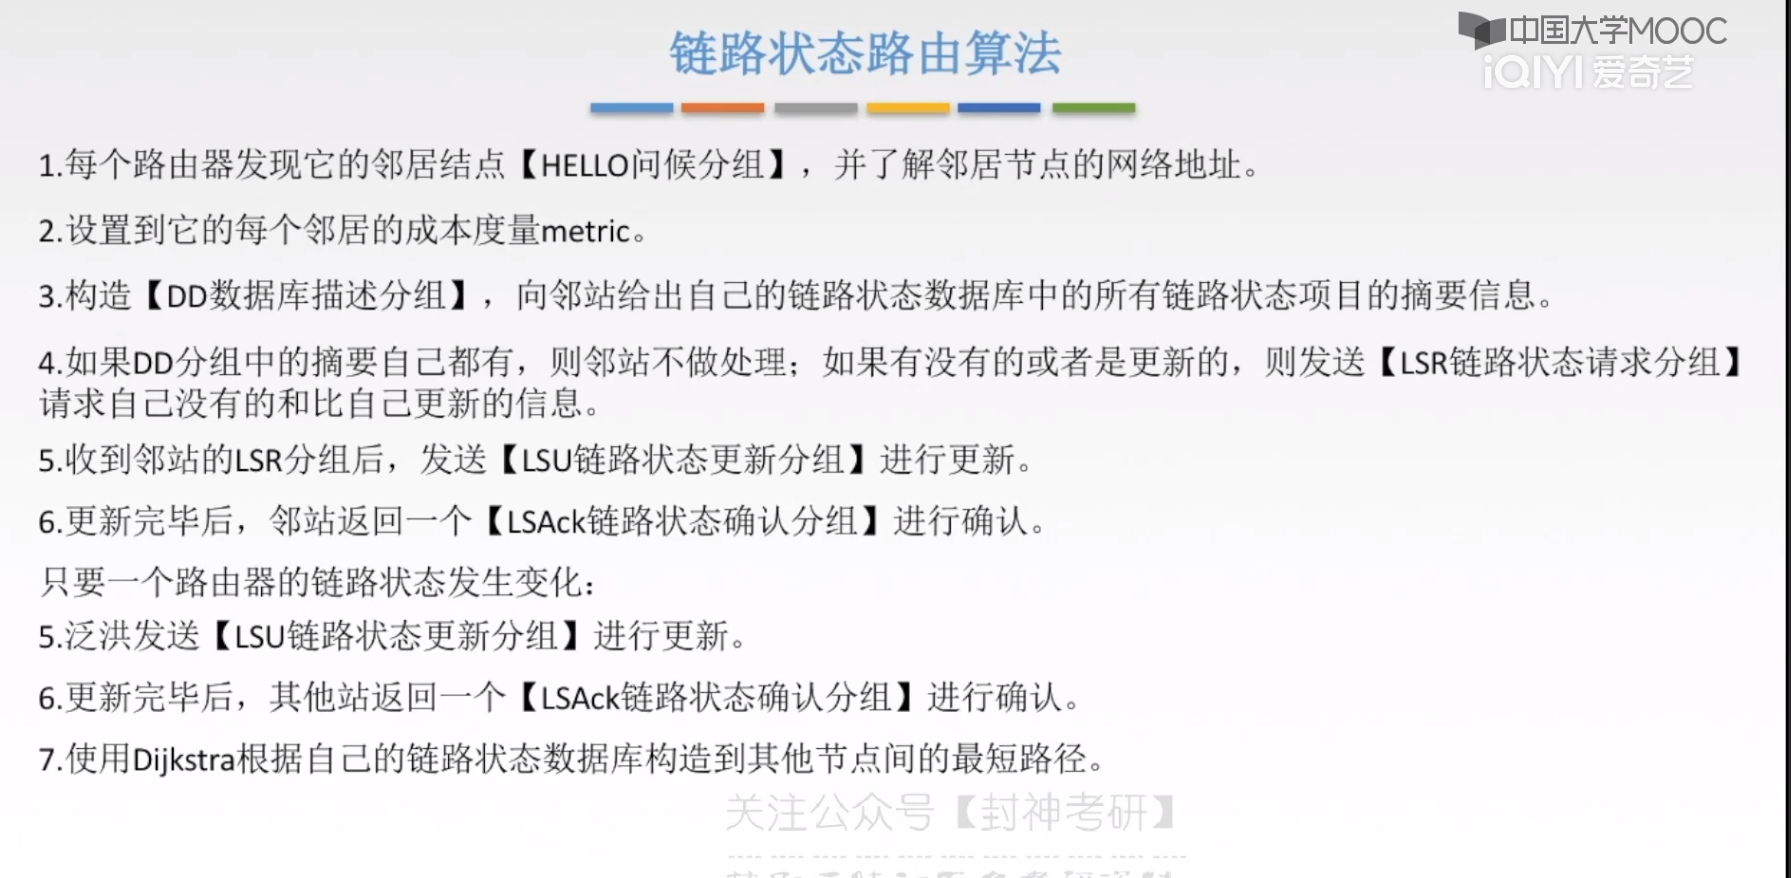 中国大学MOOC
iQIYI 爱奇艺
链路状态路由算法
1.每个路由器发现它的邻居结点【HELLO问候分组】，并了解邻居节点的网络地址。
2.设置到它的每个邻居的成本度量metric。
3.构造【DD数据库描述分组】，向邻站给出自己的链路状态数据库中的所有链路状态项目的摘要信息。
4.如果DD分组中的摘要自己都有，则邻站不做处理；如果有没有的或者是更新的，则发送【LSR链路状态请求分组】
请求自己没有的和比自己更新的信息。
5.收到邻站的LSR分组后，发送【LSU链路状态更新分组】进行更新。
6.更新完毕后，邻站返回一个【LSAck链路状态确认分组】进行确认。
只要一个路由器的链路状态发生变化：
5.泛洪发送【LSU链路状态更新分组】进行更新。
6.更新完毕后，其他站返回一个【LSAck链路状态确认分组】进行确认。
7.使用Dijkstra根据自己的链路状态数据库构造到其他节点间的最短路径。
关注公众号【封神考研】